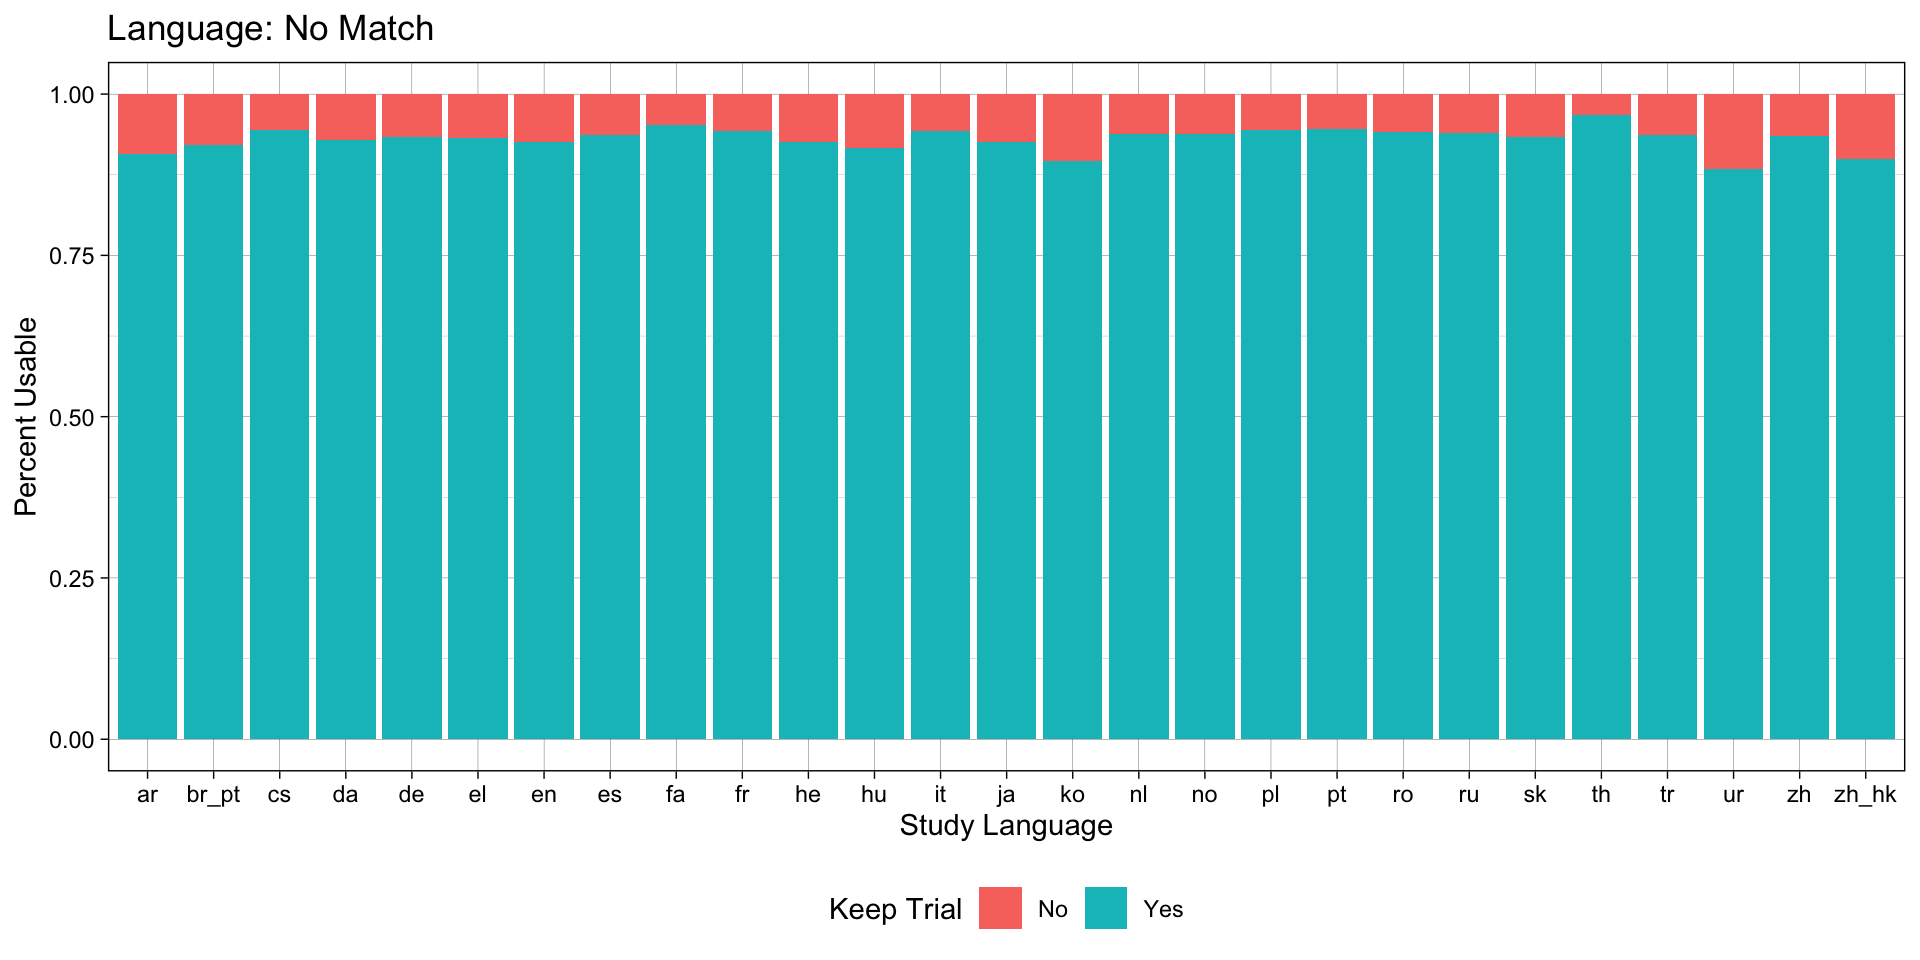 Language: No Match
Percent Usable
1.00
0.75
0.50
0.25
0.00
ar br_pt cs da de el en es fa fr he hu it ja ko nl no pl pt ro ru sk th tr ur zh zh_hk
Study Language
Keep Trial No Yes